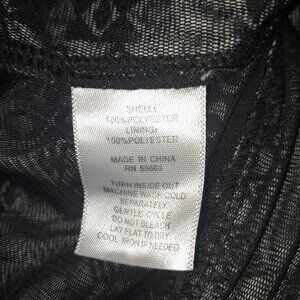 SHELL:
100%POLYESTER
LINING:
100%POLYESTER
MADE IN CHINA
RN 55663
TURN INSIDE OUT
MACHINE WASH COLD
SEPARATELY
GENTLE CYCLE
DO NOT BLEACH
LAY FLAT TO DRY
COOL IRON IF NEEDED